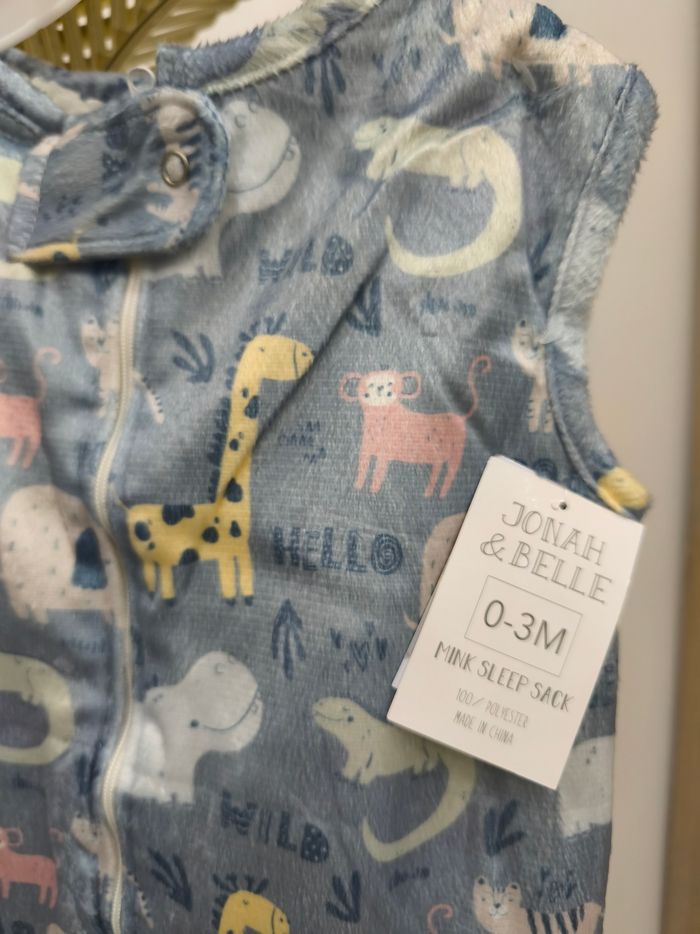 WILD
HELLO
JONAH
& BELLE
0-3M
MINK SLEEP SACK
100% POLYESTER
MADE IN CHINA
WILD